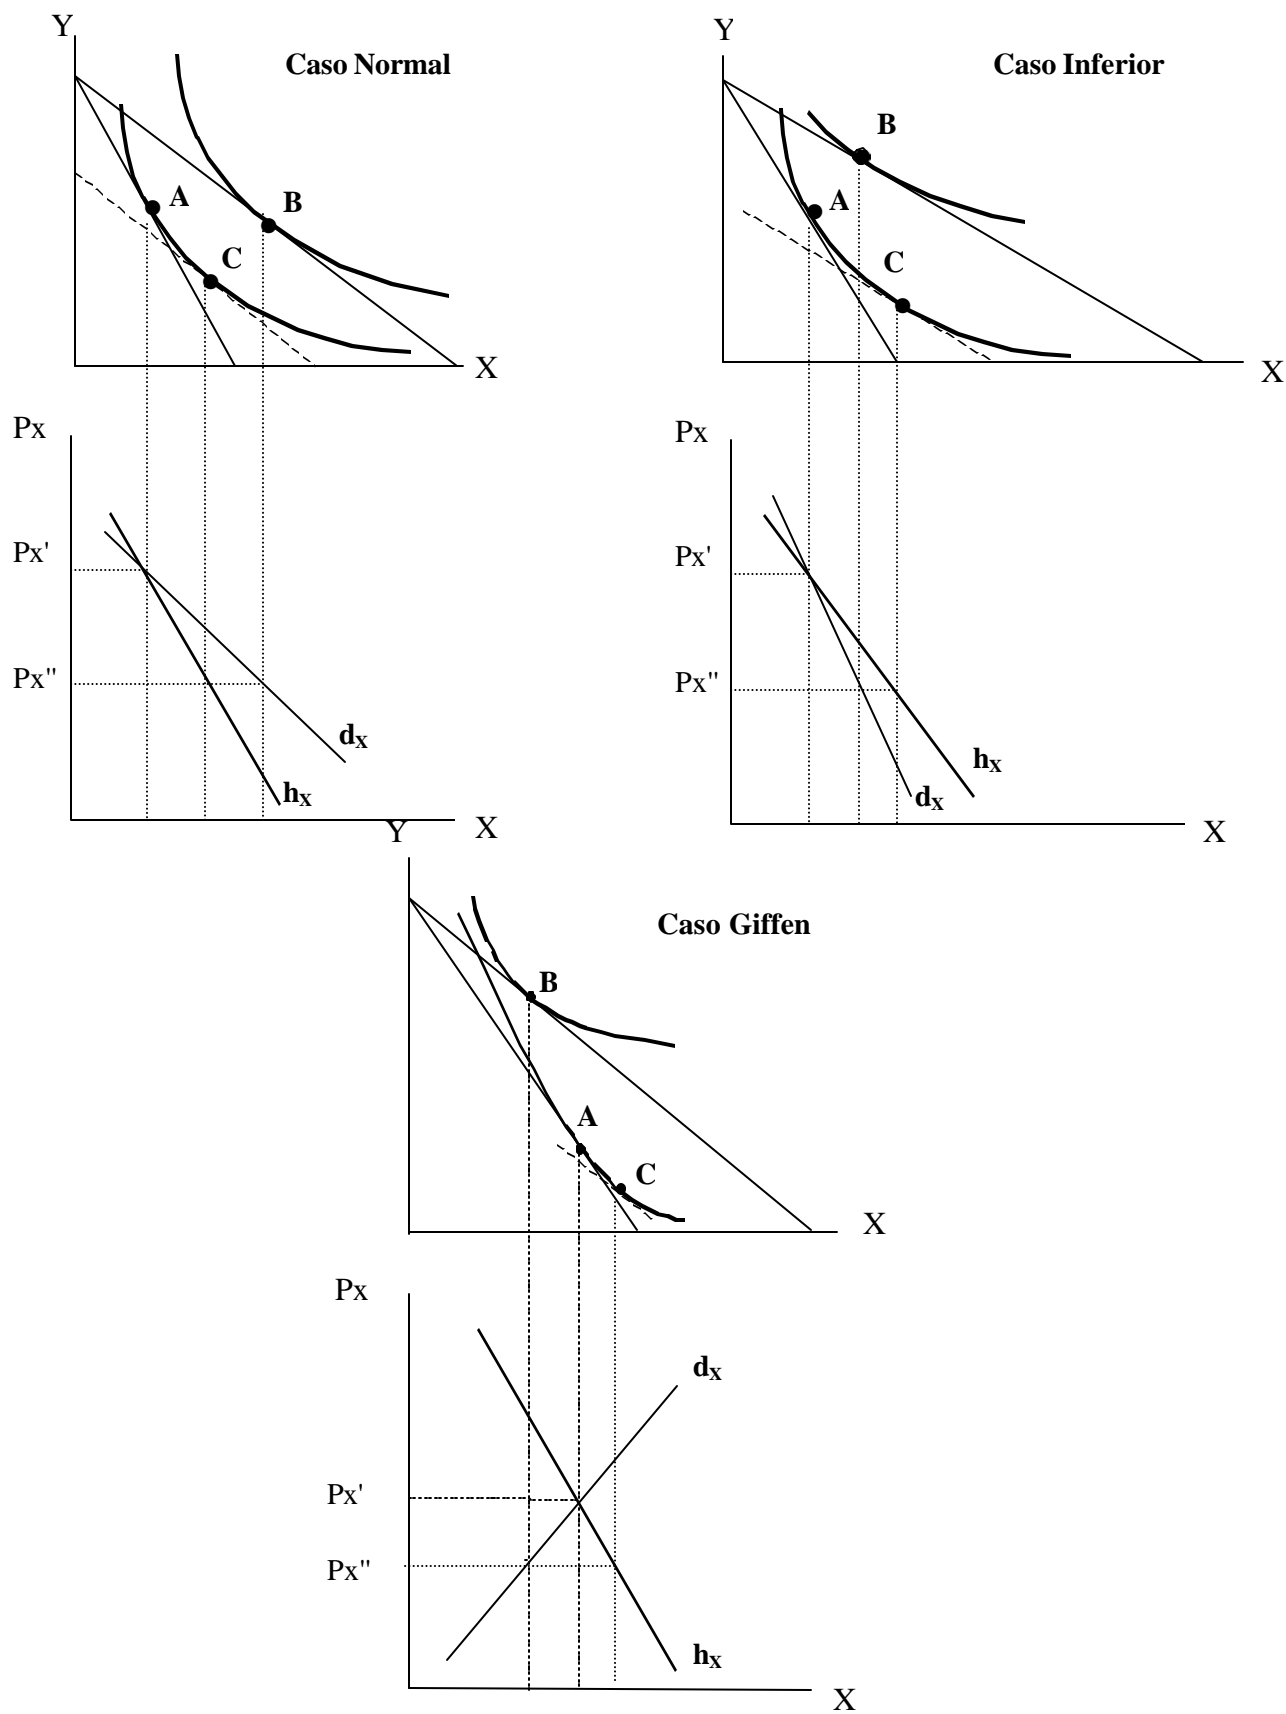 Y
Caso Normal
A
B
C
X
Px
Px'
Px"
dX
hX
X
Y
Caso Inferior
B
A
C
X
Px
Px'
Px"
hX
dX
X
Y
Caso Giffen
B
A
C
X
Px
dX
Px'
Px"
hX
X